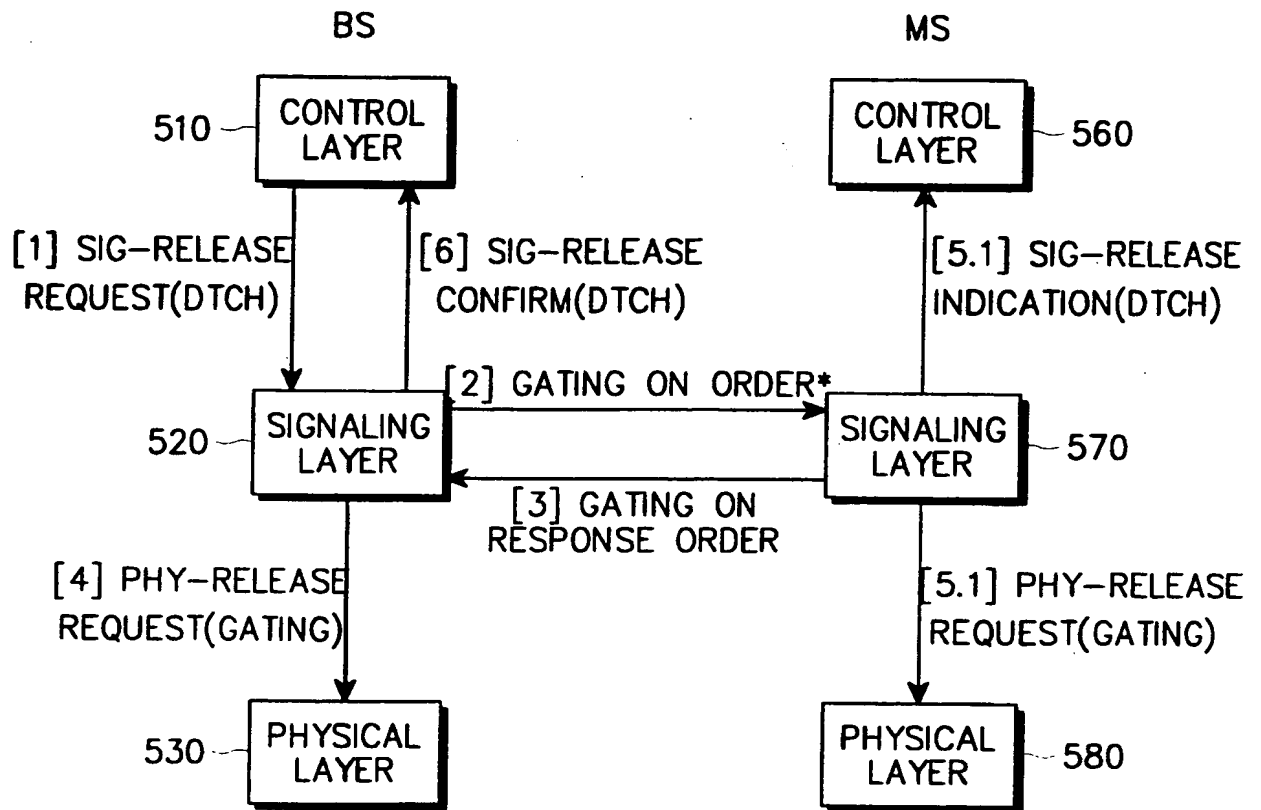 BS
MS
510
CONTROL
LAYER
CONTROL
LAYER
560
[1] SIG-RELEASE
REQUEST(DTCH)
[6] SIG-RELEASE
CONFIRM(DTCH)
[5.1] SIG-RELEASE
INDICATION(DTCH)
[2] GATING ON ORDER*
520
SIGNALING
LAYER
SIGNALING
LAYER
570
[3] GATING ON
RESPONSE ORDER
[4] PHY-RELEASE
REQUEST(GATING)
[5.1] PHY-RELEASE
REQUEST(GATING)
530
PHYSICAL
LAYER
PHYSICAL
LAYER
580